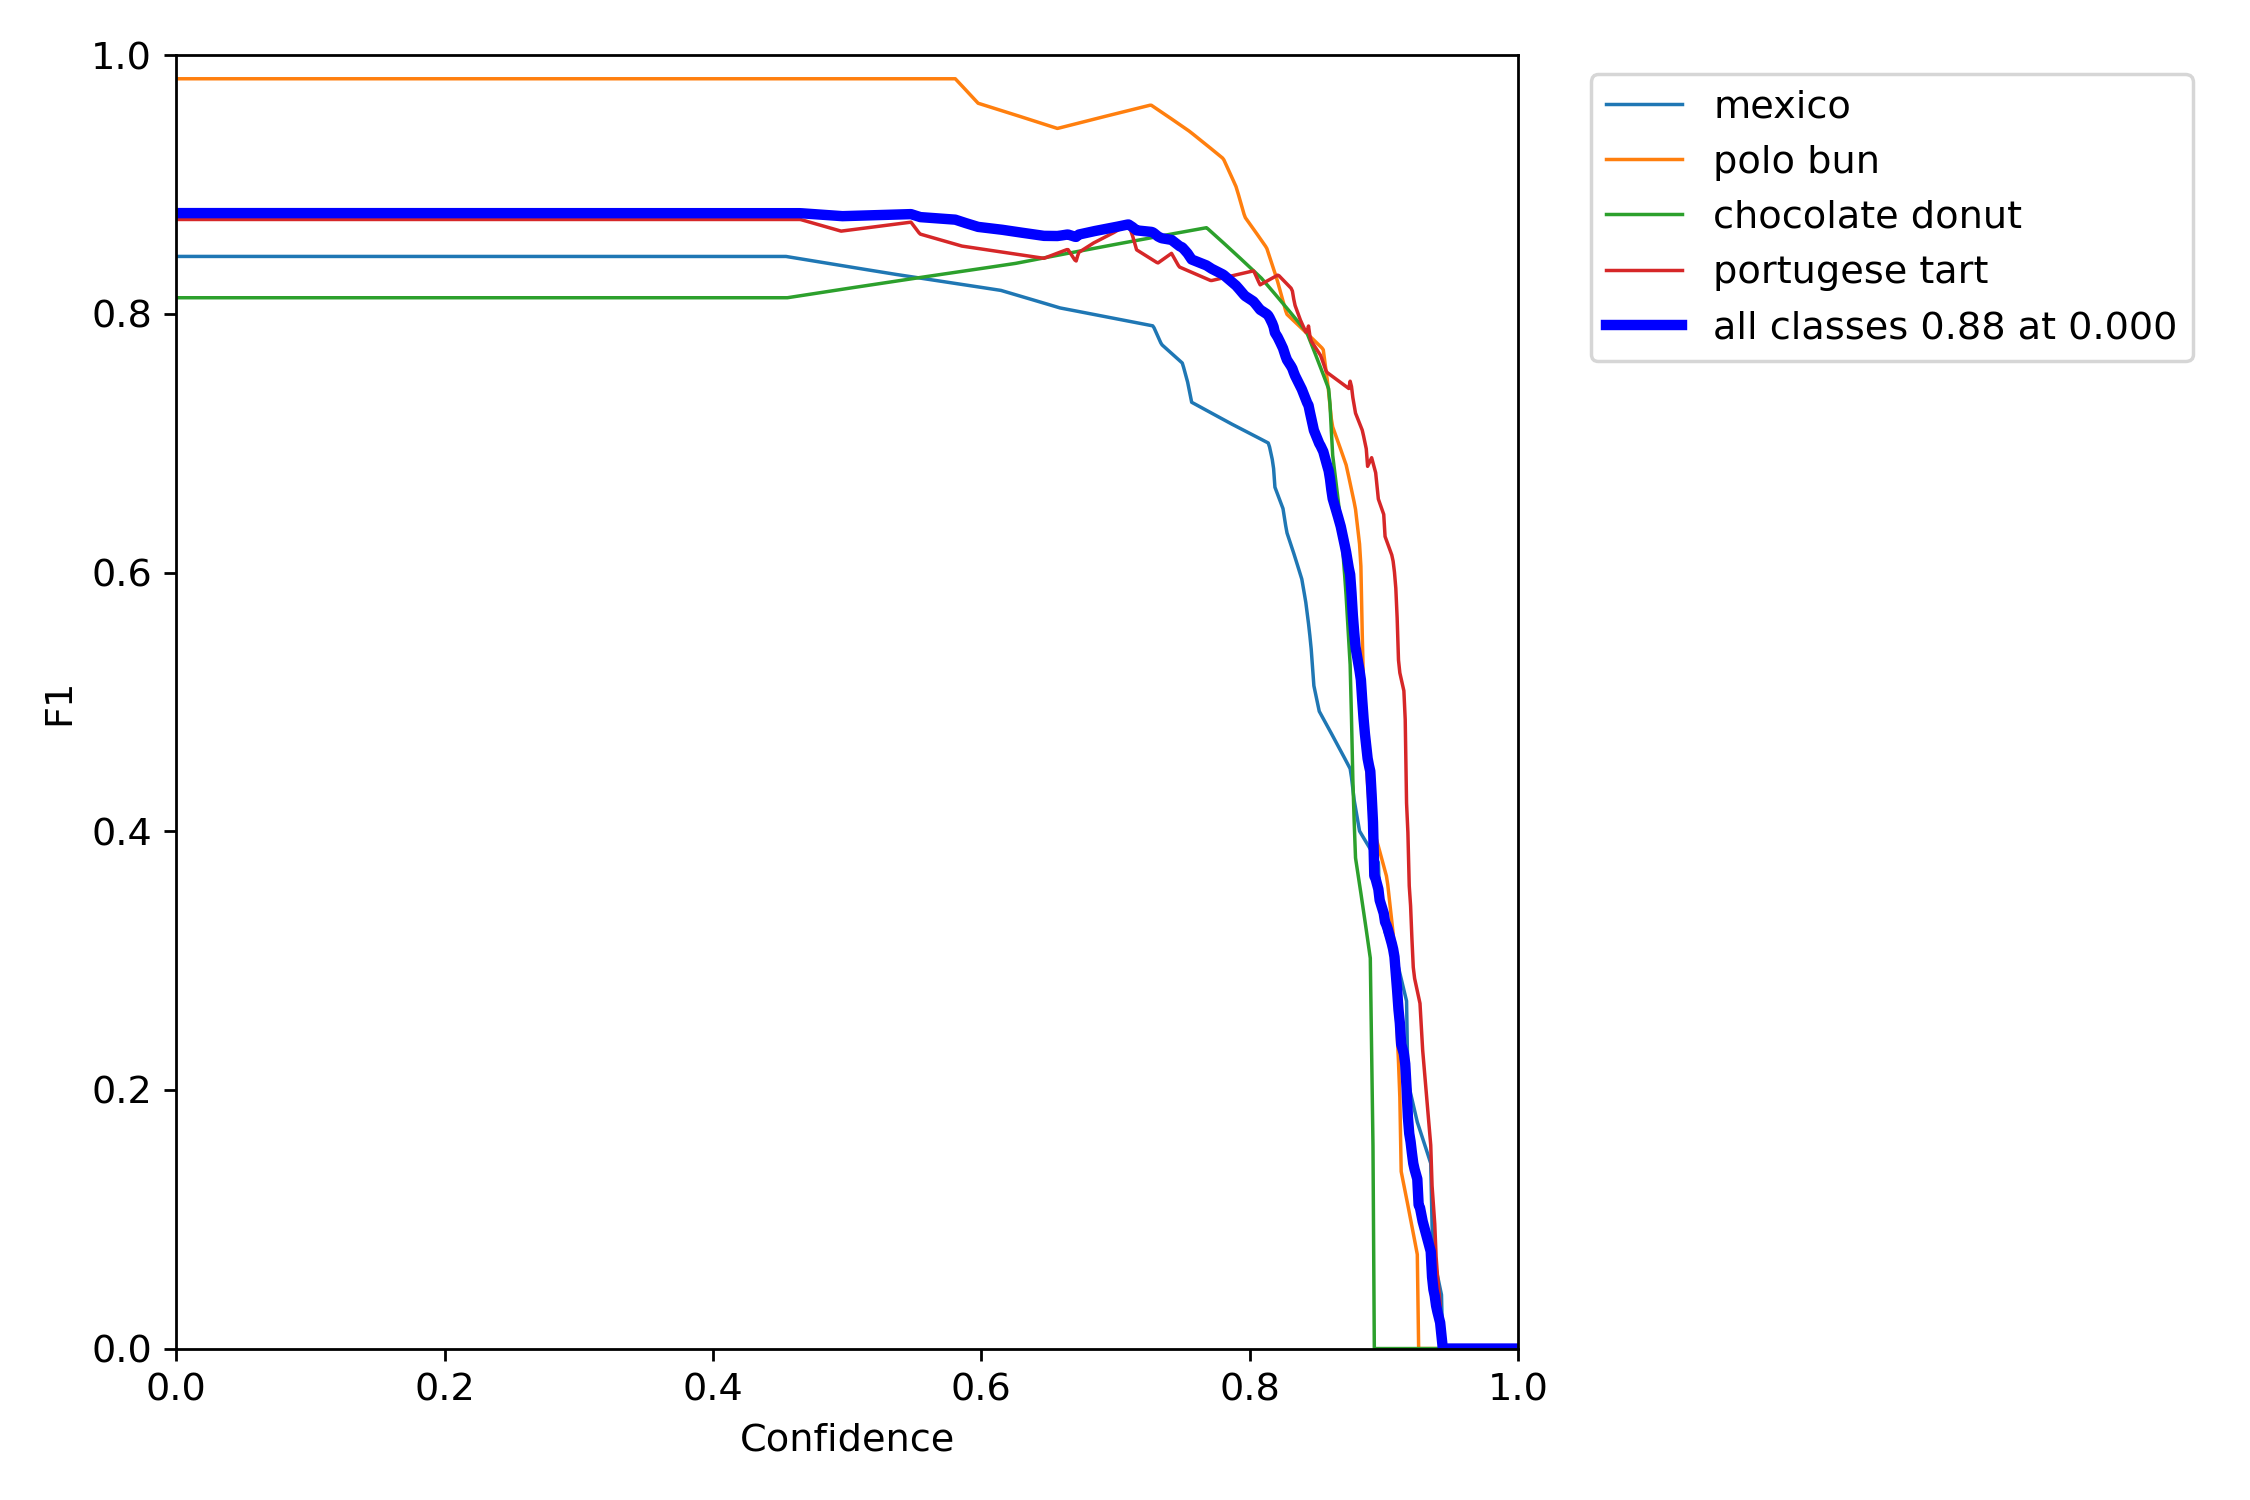 1.0
0.8
0.6
0.4
0.2
0.0
F1
0.0 0.2 0.4 0.6 0.8 1.0
Confidence
mexico
polo bun
chocolate donut
portugese tart
all classes 0.88 at 0.000